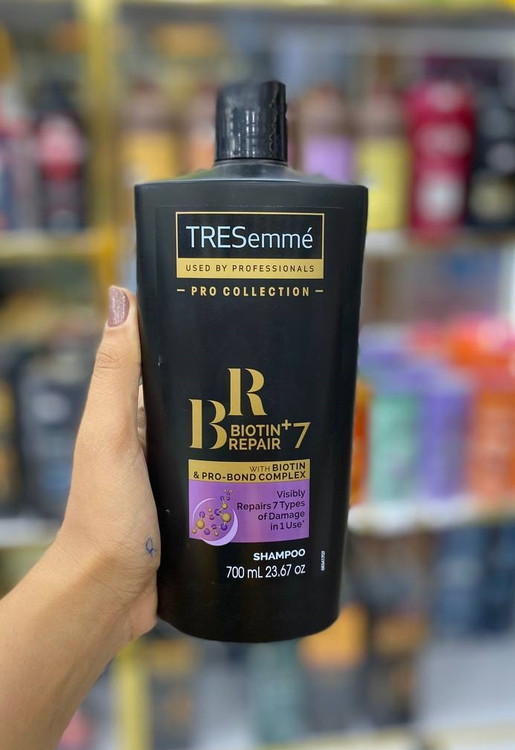 TRESemmé
USED BY PROFESSIONALS
PRO COLLECTION
BR
BIOTIN+7
REPAIR
WITH BIOTIN
& PRO-BOND COMPLEX
Visibly
Repairs 7 Types
of Damage
in 1 Use*
SHAMPOO
700 mL 23.67 oz